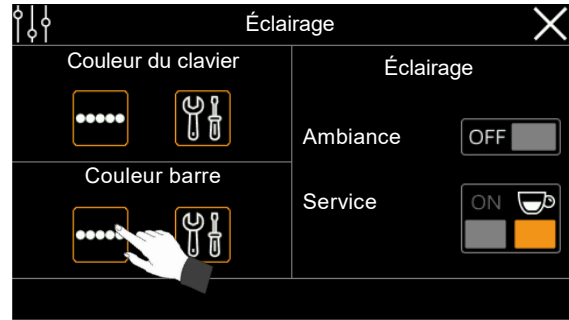 Éclairage
Couleur du clavier
Couleur barre
Éclairage
Ambiance OFF
Service ON